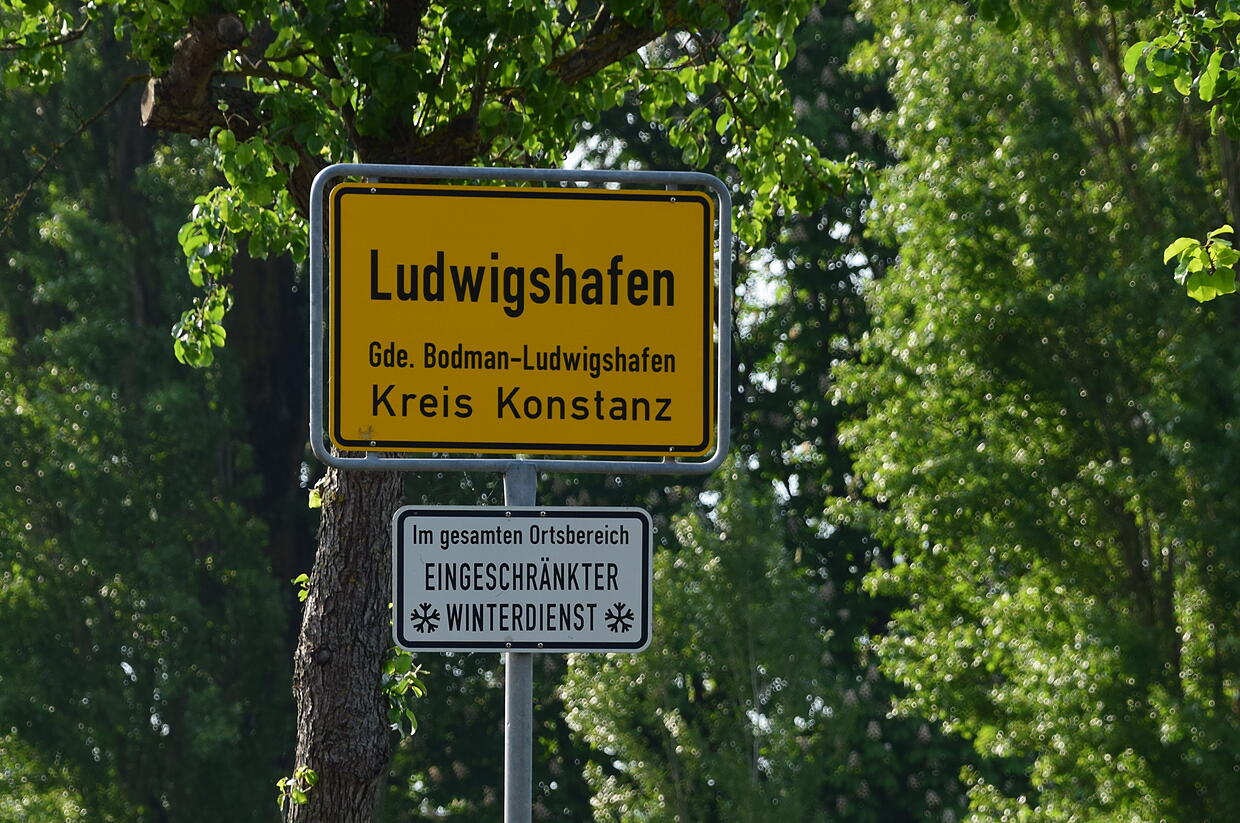 Ludwigshafen
Gde. Bodman-Ludwigshafen
Kreis Konstanz
Im gesamten Ortsbereich
EINGESCHRÄNKTER
WINTERDIENST